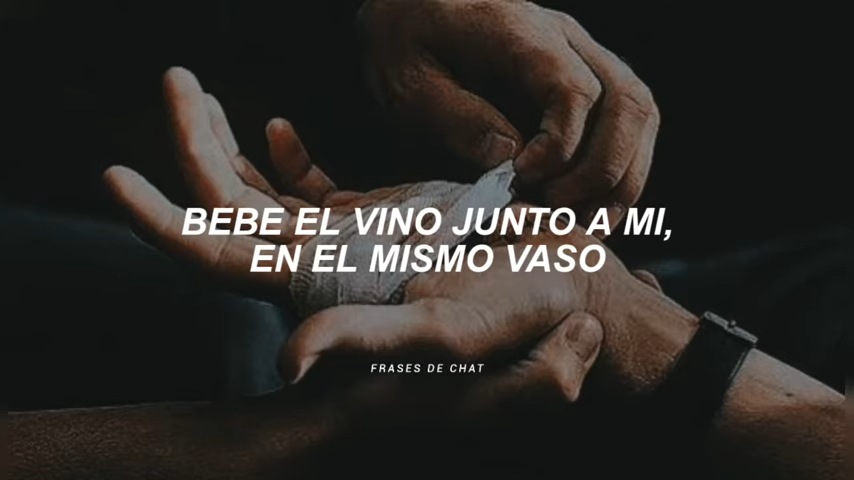 BEBE EL VINO JUNTO A MI,
EN EL MISMO VASO
FRASES DE CHAT